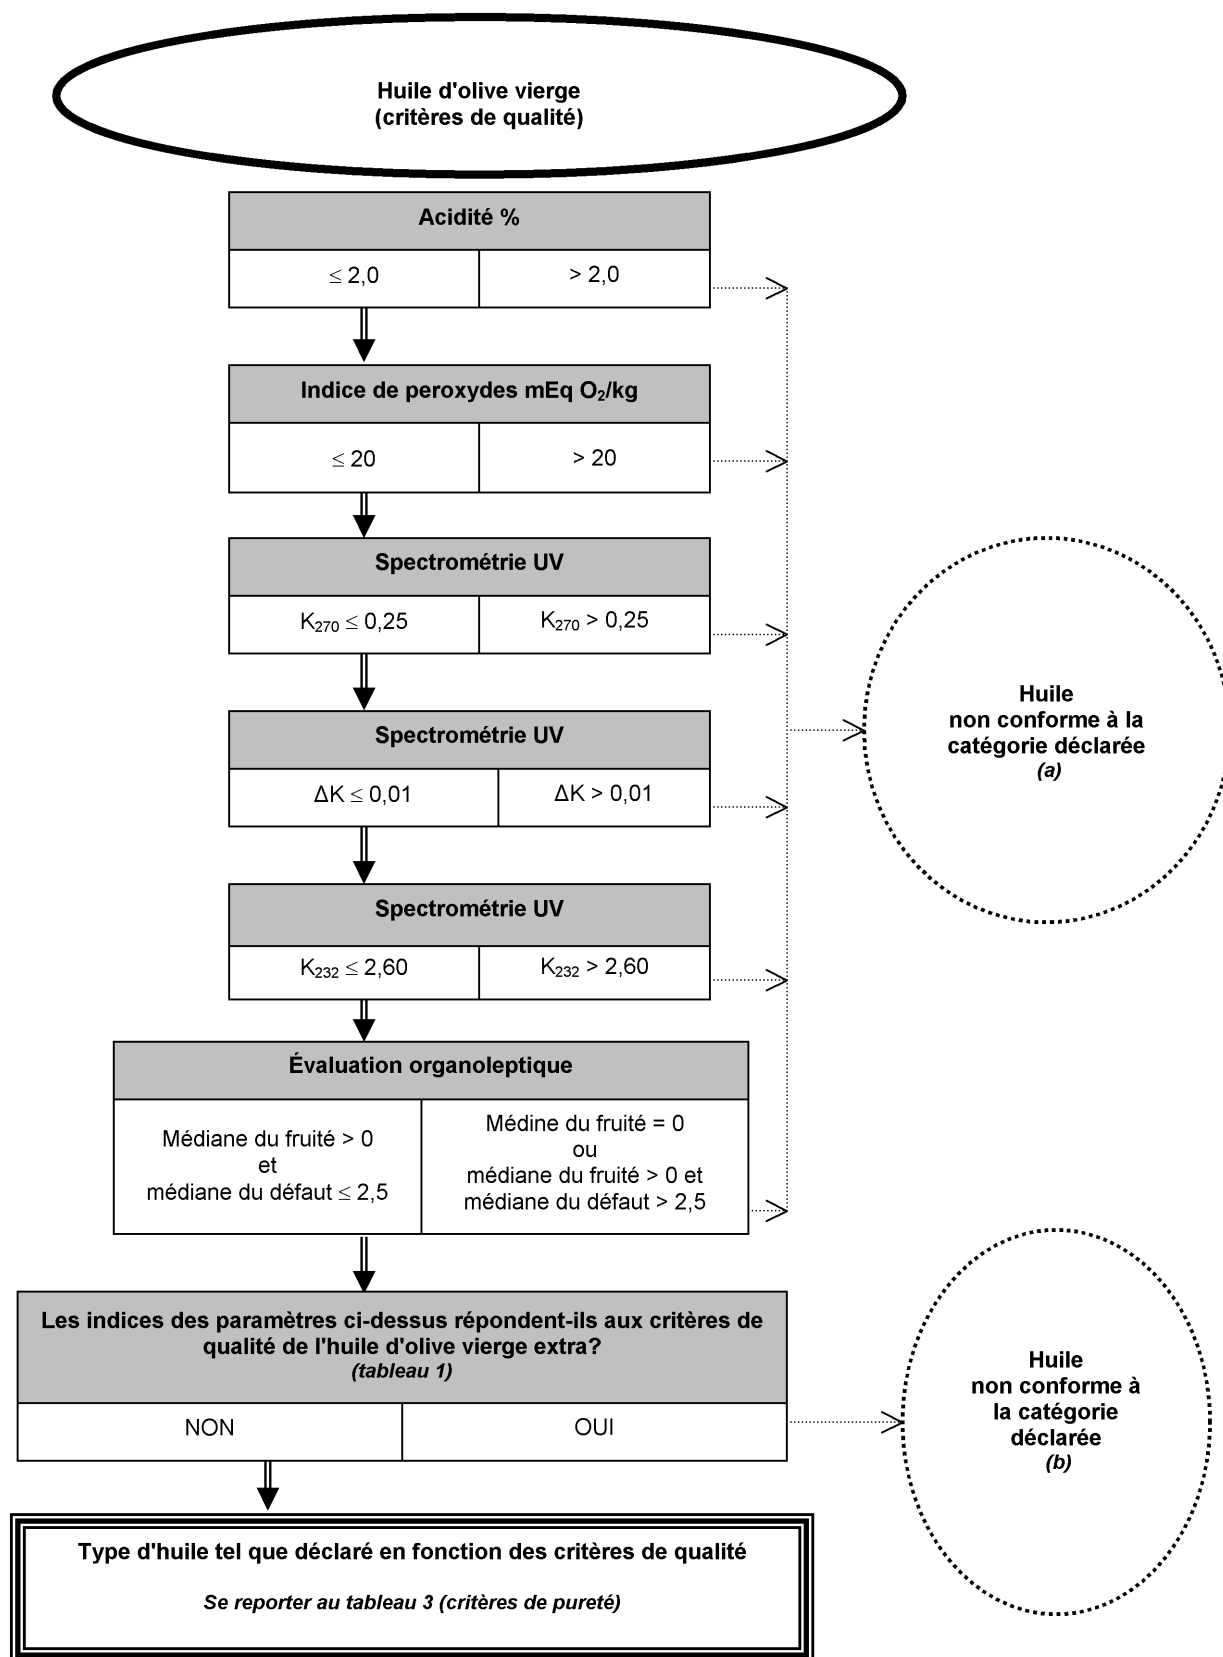 Huile d'olive vierge
(critères de qualité)
Acidité %
≤ 2,0
> 2,0
Indice de peroxydes mEq O₂/kg
≤ 20
> 20
Spectrométrie UV
K₂₇₀ ≤ 0,25
K₂₇₀ > 0,25
Spectrométrie UV
ΔK ≤ 0,01
ΔK > 0,01
Spectrométrie UV
K₂₃₂ ≤ 2,60
K₂₃₂ > 2,60
Huile
non conforme à la
catégorie déclarée
(a)
Évaluation organoleptique
Médiane du fruité > 0
et
médiane du défaut ≤ 2,5
Médine du fruité = 0
ou
médiane du fruité > 0 et
médiane du défaut > 2,5
Les indices des paramètres ci-dessus répondent-ils aux critères de
qualité de l'huile d'olive vierge extra?
(tableau 1)
NON
OUI
Huile
non conforme à
la catégorie
déclarée
(b)
Type d'huile tel que déclaré en fonction des critères de qualité
Se reporter au tableau 3 (critères de pureté)